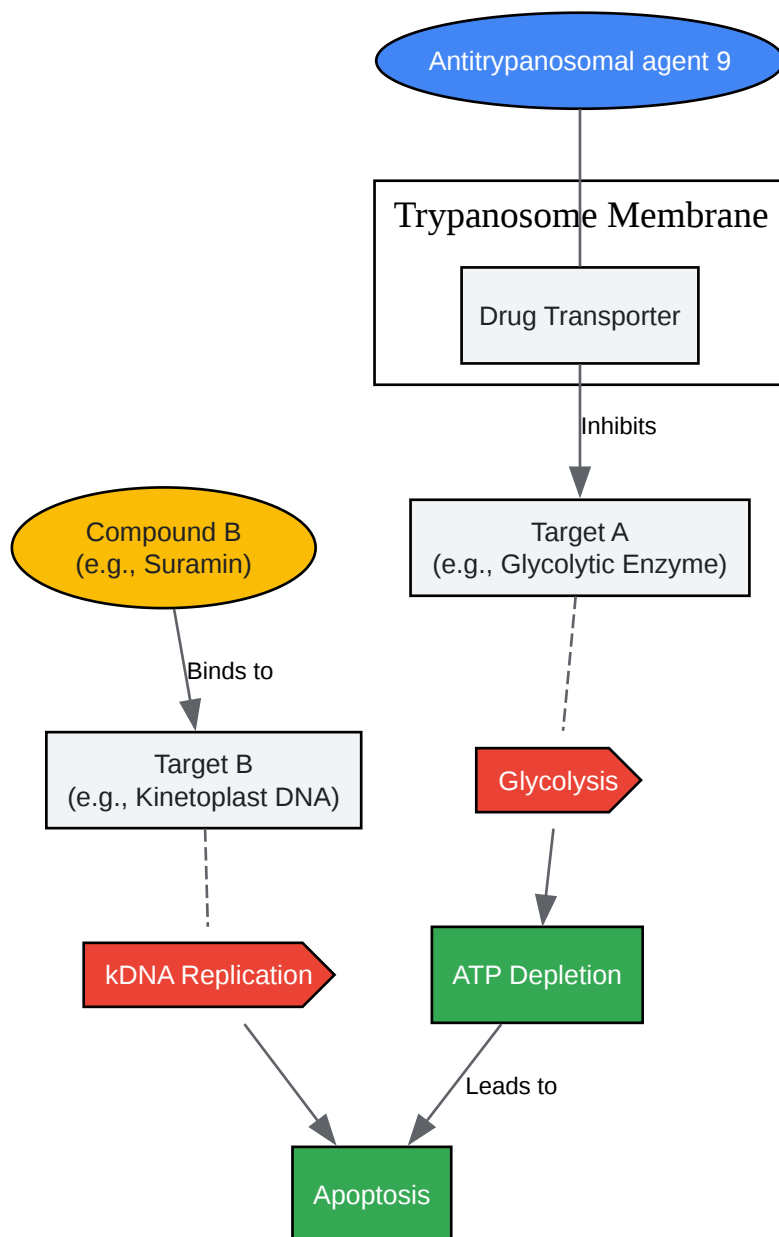 Antitrypanosomal agent 9
Trypanosome Membrane
Drug Transporter
Inhibits
Target A
(e.g., Glycolytic Enzyme)
Compound B
(e.g., Suramin)
Binds to
Target B
(e.g., Kinetoplast DNA)
Glycolysis
kDNA Replication
ATP Depletion
Leads to
Apoptosis